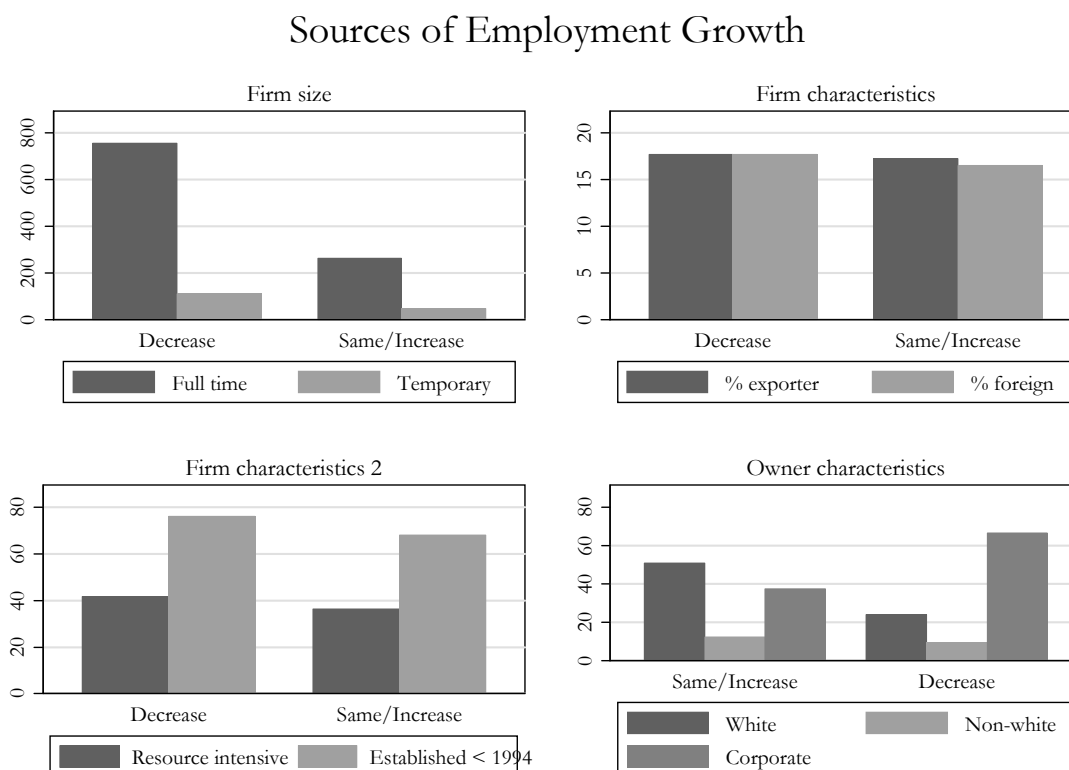 Sources of Employment Growth
Firm size
800
600
400
200
0
Decrease Same/Increase
Full time Temporary
Firm characteristics
20
15
10
5
0
Decrease Same/Increase
% exporter % foreign
Firm characteristics 2
80
60
40
20
0
Decrease Same/Increase
Resource intensive Established < 1994
Owner characteristics
80
60
40
20
0
Same/Increase Decrease
White Non-white
Corporate